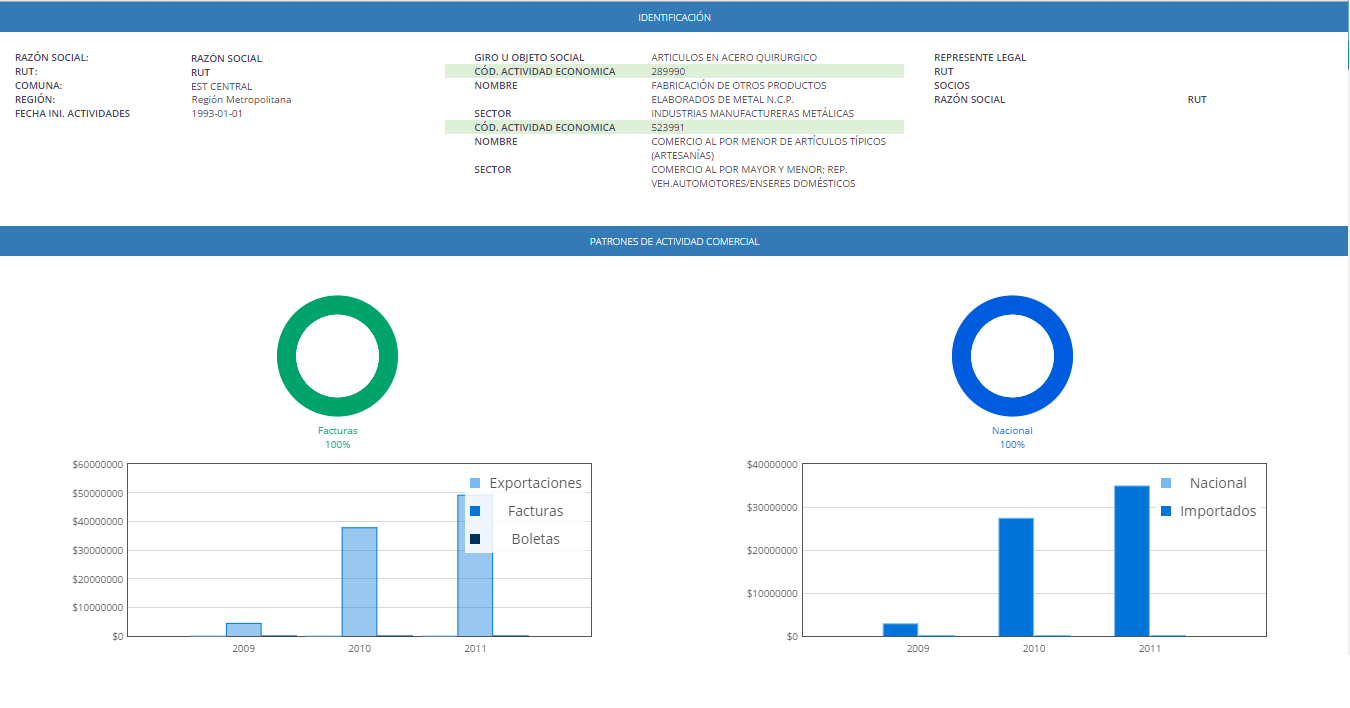 IDENTIFICACIÓN
RAZÓN SOCIAL: RAZÓN SOCIAL
RUT: RUT
COMUNA: EST CENTRAL
REGIÓN: Región Metropolitana
FECHA INI. ACTIVIDADES 1993-01-01
GIRO U OBJETO SOCIAL ARTICULOS EN ACERO QUIRURGICO
CÓD. ACTIVIDAD ECONOMICA 289990
NOMBRE FABRICACIÓN DE OTROS PRODUCTOS
ELABORADOS DE METAL N.C.P.
SECTOR INDUSTRIAS MANUFACTURERAS METÁLICAS
CÓD. ACTIVIDAD ECONOMICA 523991
NOMBRE COMERCIO AL POR MENOR DE ARTÍCULOS TÍPICOS
(ARTESANÍAS)
SECTOR COMERCIO AL POR MAYOR Y MENOR; REP.
VEH.AUTOMOTORES/ENSERES DOMÉSTICOS
REPRESENTE LEGAL
RUT
SOCIOS
RAZÓN SOCIAL RUT
PATRONES DE ACTIVIDAD COMERCIAL
Facturas
100%
$60000000
$50000000
$40000000
$30000000
$20000000
$10000000
$0
Exportaciones
Facturas
Boletas
2009 2010 2011
Nacional
100%
$40000000
$30000000
$20000000
$10000000
$0
Nacional
Importados
2009 2010 2011